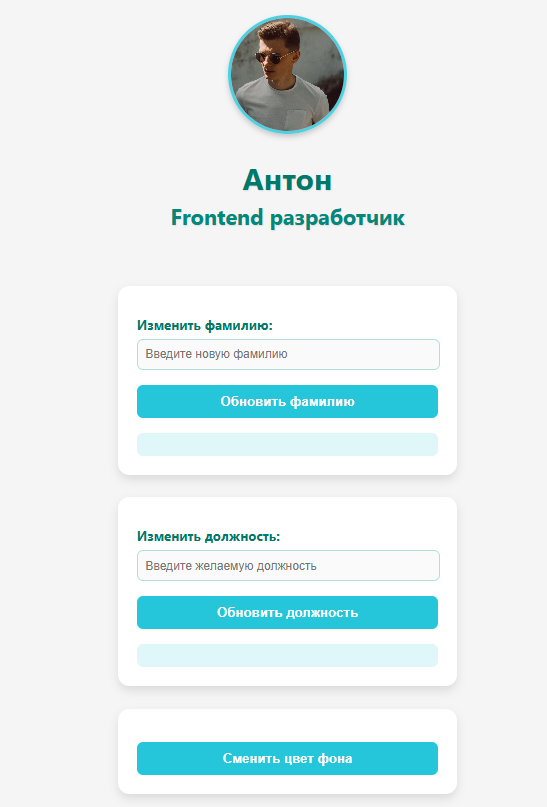 Антон
Frontend разработчик
Изменить фамилию:
Введите новую фамилию
Обновить фамилию
Изменить должность:
Введите желаемую должность
Обновить должность
Сменить цвет фона